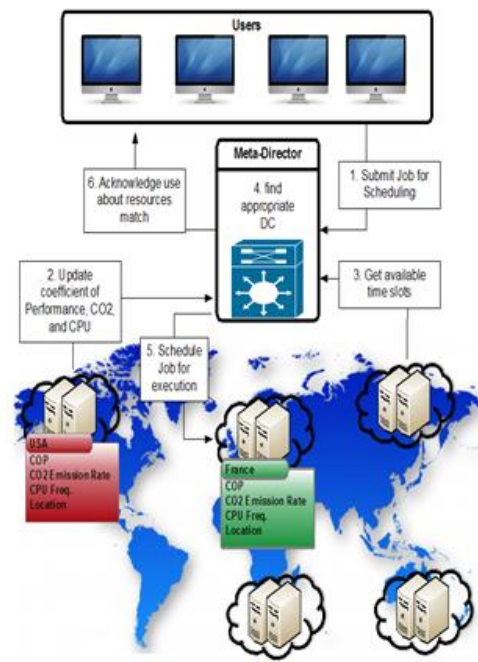 Users
Meta-Director
4. find
appropriate
DC
1. Submit Job for
Scheduling
6. Acknowledge use
about resources
match
2. Update
coefficient of
Performance, CO2,
and CPU
3. Get available
time slots
5. Schedule
Job for
execution
USA
COP
CO2 Emission Rate
CPU Freq.
Location
France
COP
CO2 Emission Rate
CPU Freq.
Location